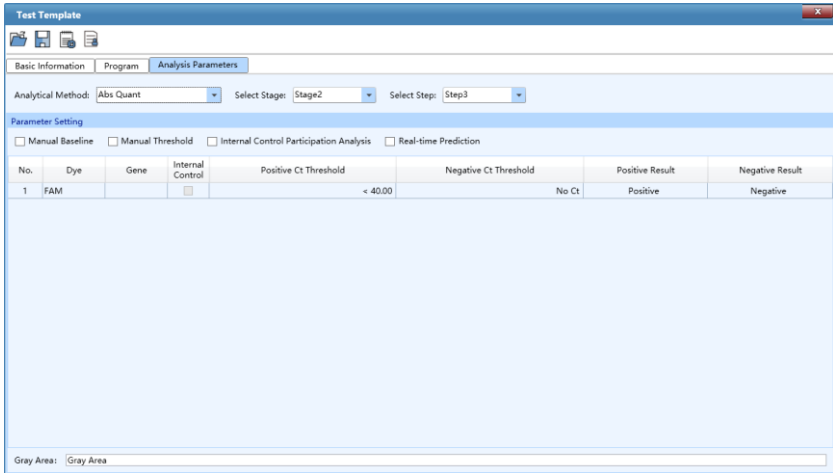 Test Template
x
Basic Information Program Analysis Parameters
Analytical Method: Abs Quant Select Stage: Stage2 Select Step: Step3
Parameter Setting
Manual Baseline Manual Threshold Internal Control Participation Analysis Real-time Prediction
No. Dye Gene Internal Control Positive Ct Threshold Negative Ct Threshold Positive Result Negative Result
1 FAM < 40.00 No Ct Positive Negative
Gray Area: Gray Area